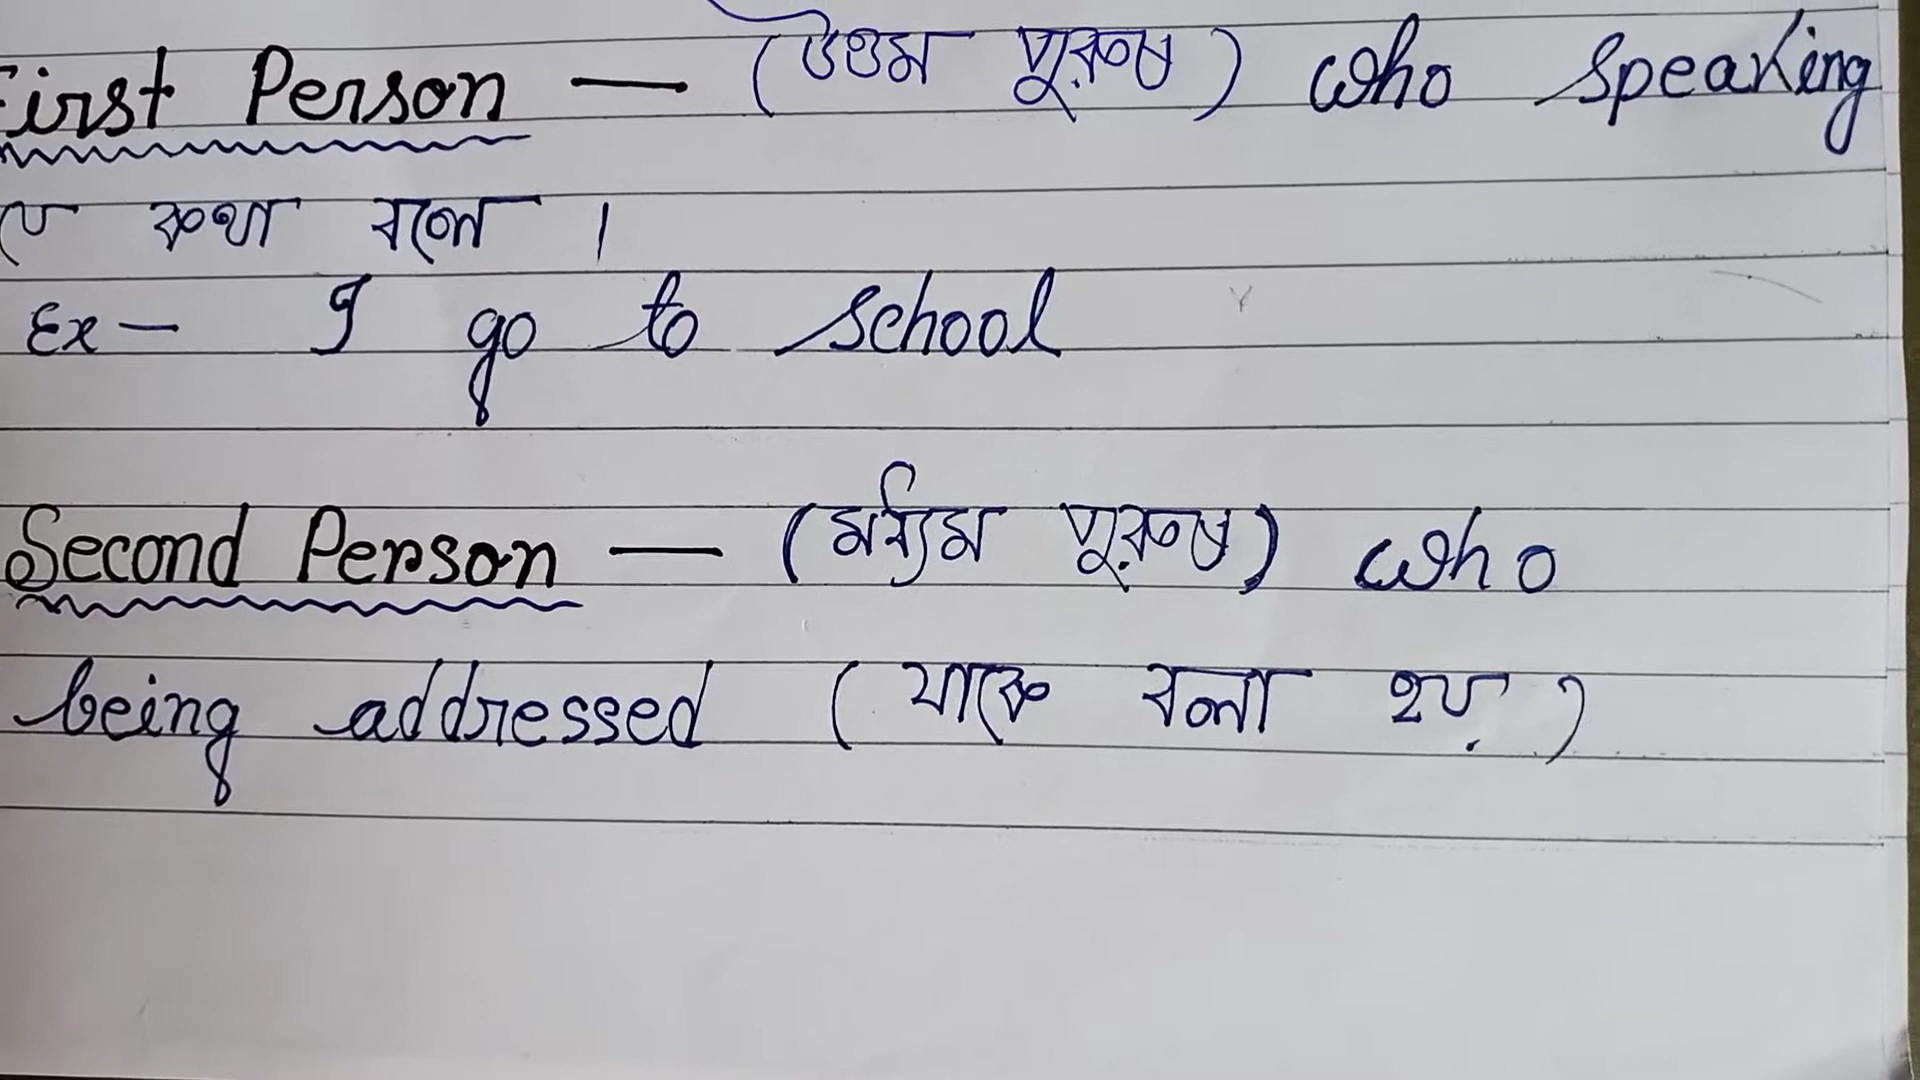 First Person — (উত্তম পুরুষ) who speaking
যে কথা বলে ।
Ex — I go to school
Second Person — (মধ্যম পুরুষ) who
being addressed ( যাকে বলা হয় )